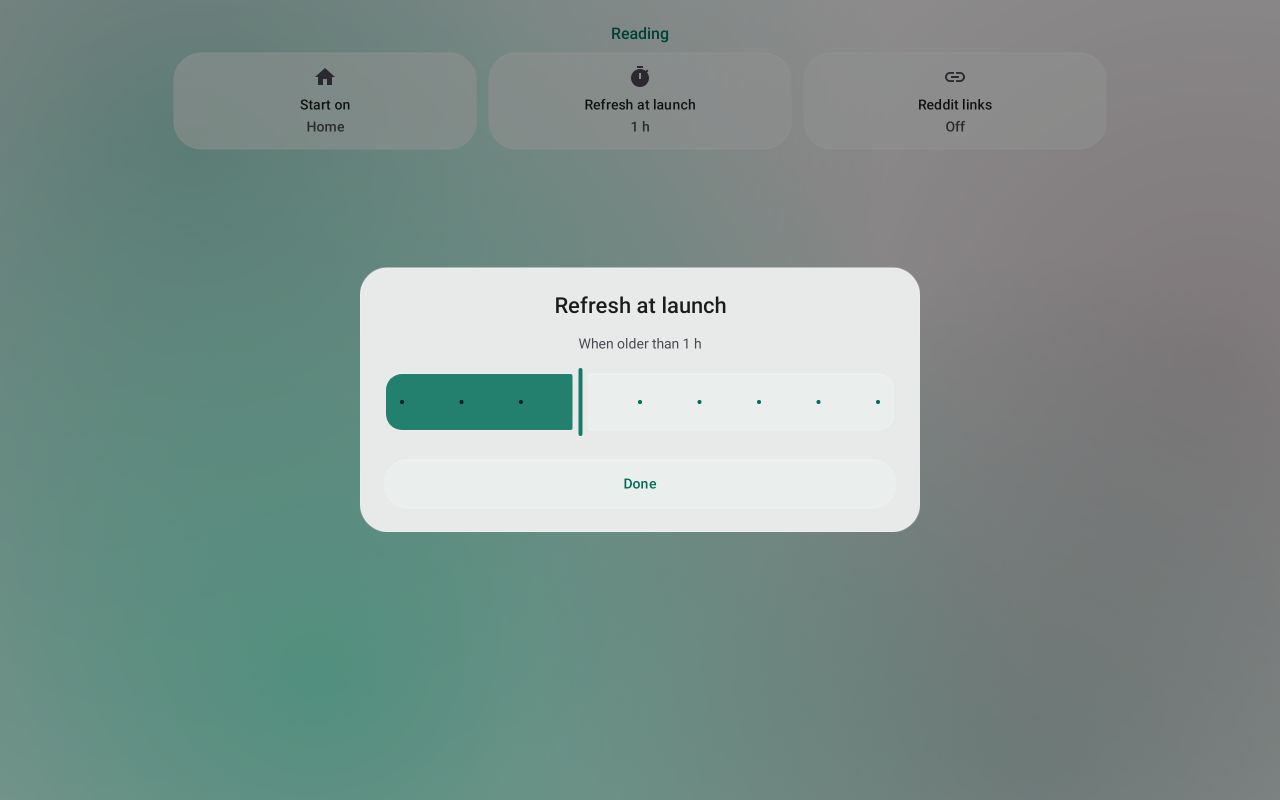 Reading
Start on
Home
Refresh at launch
1 h
Reddit links
Off
Refresh at launch
When older than 1 h
Done